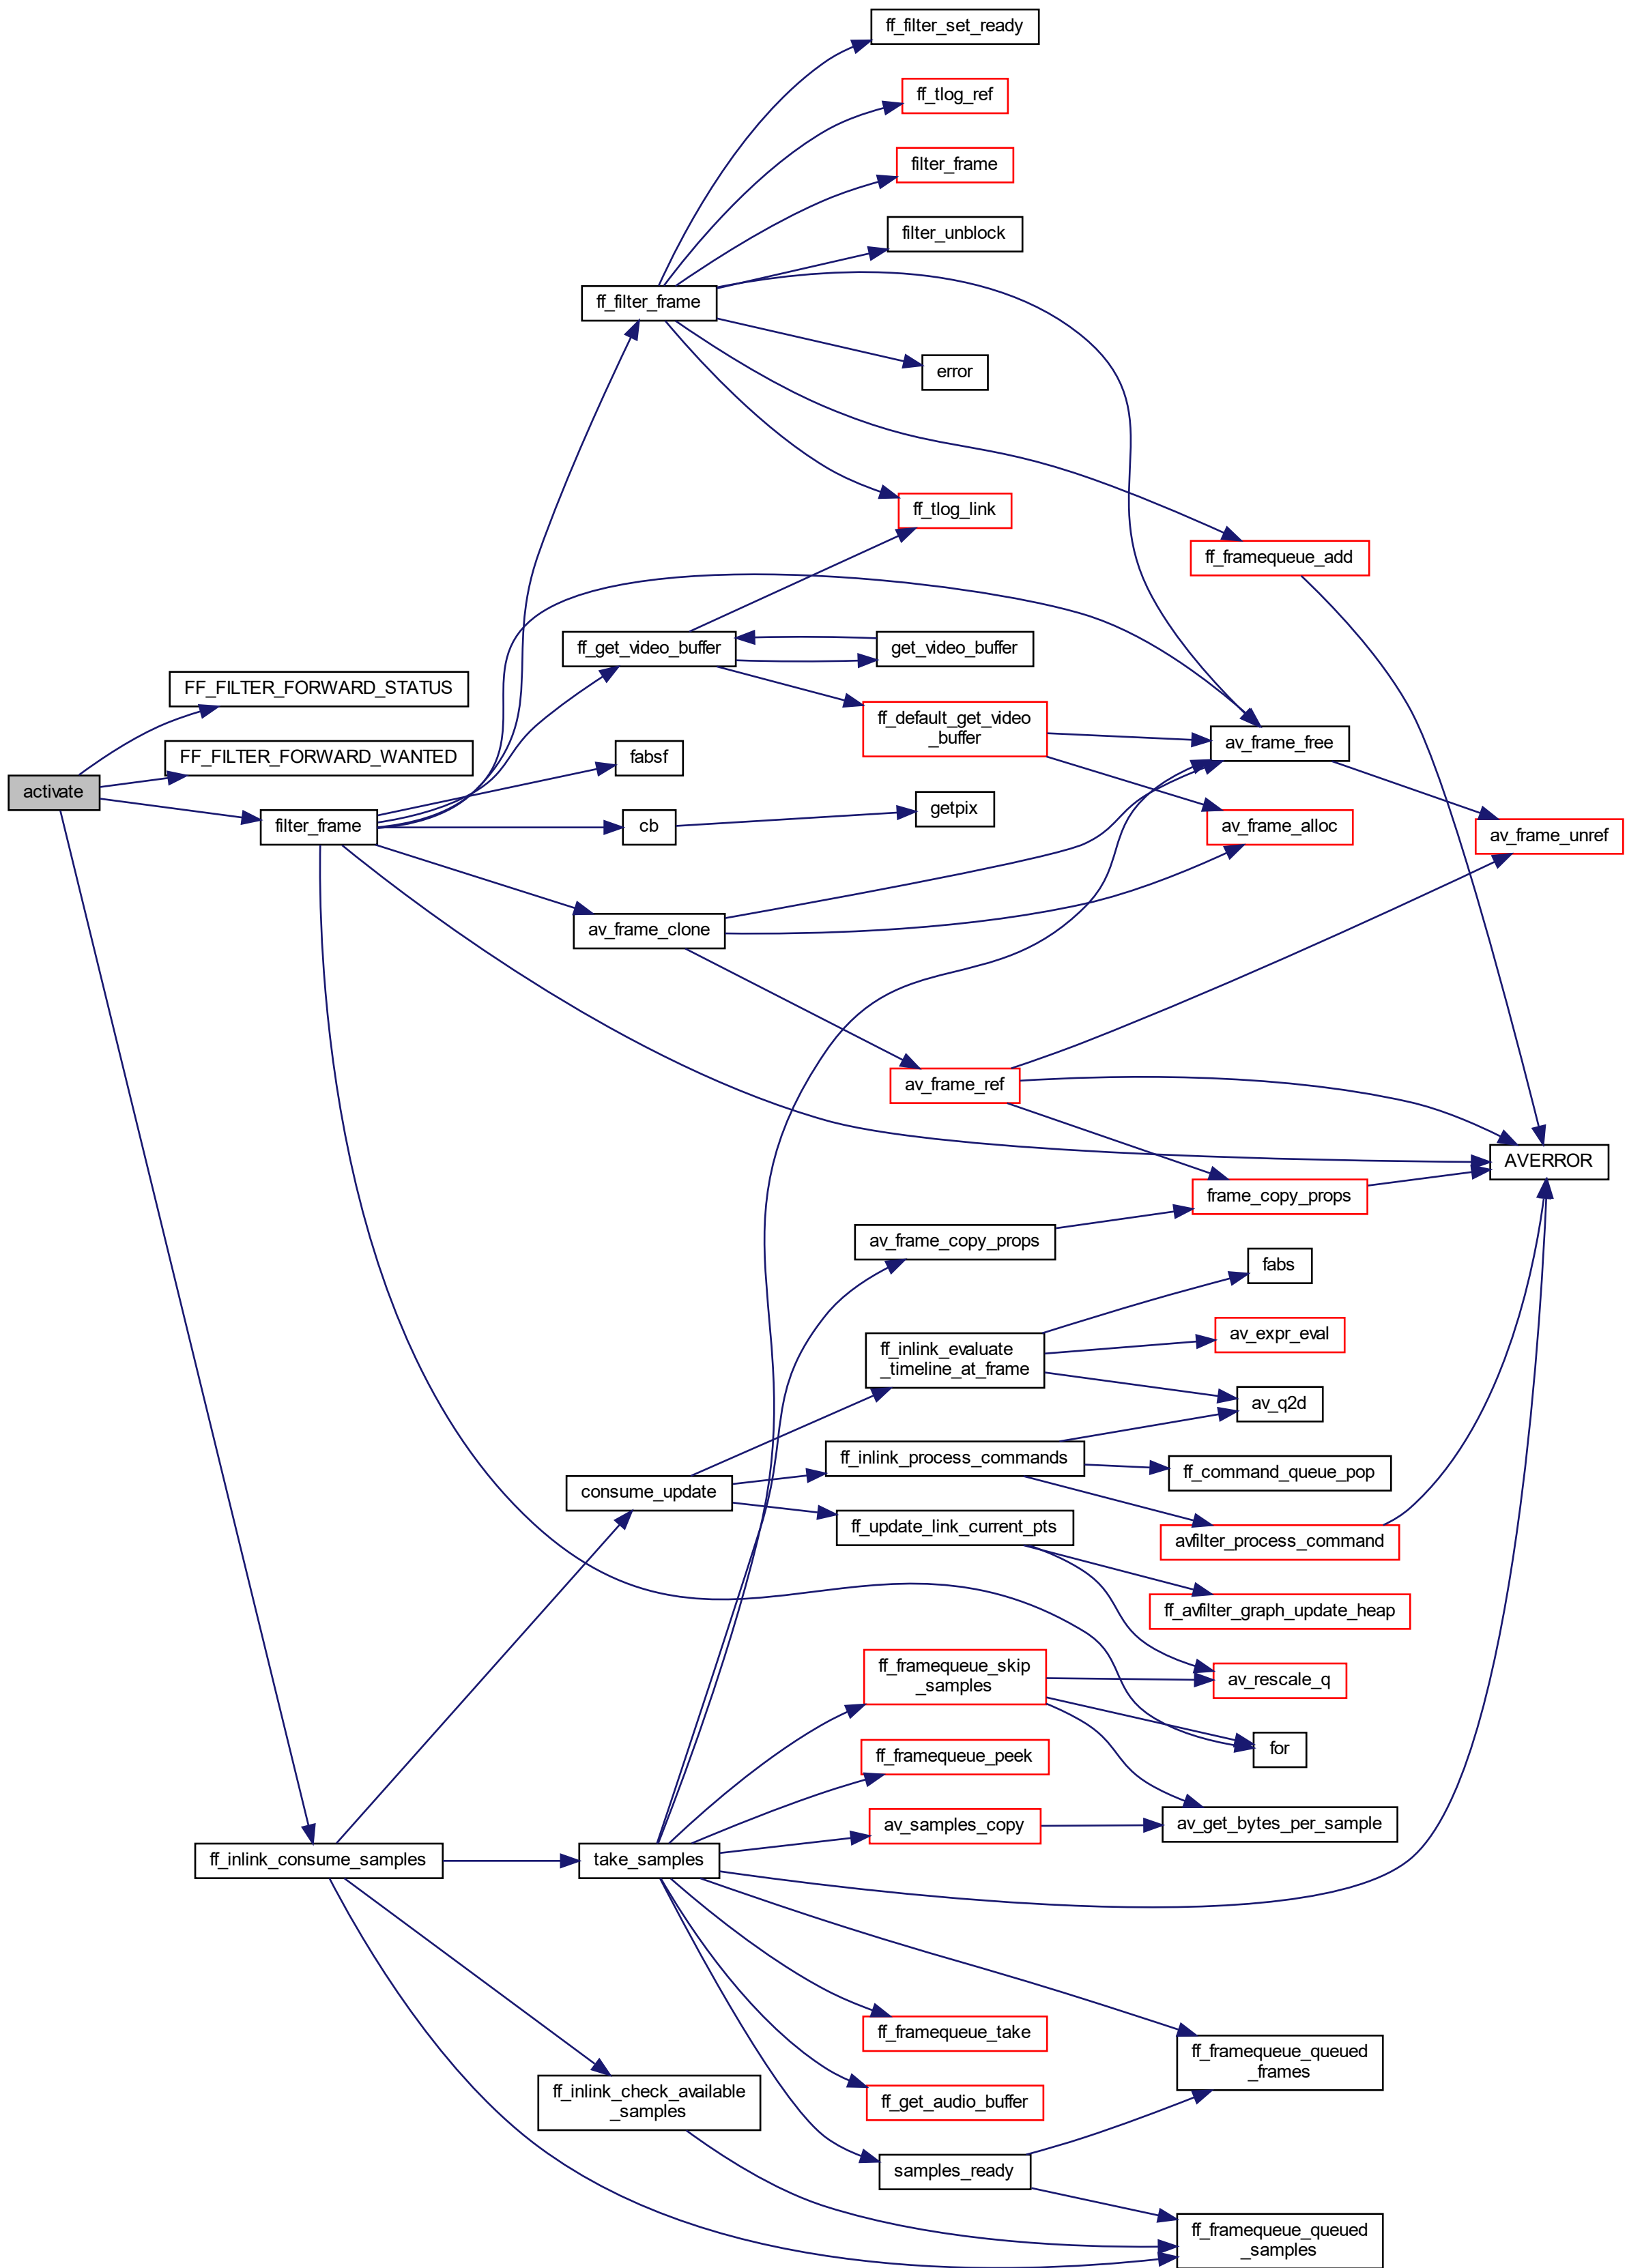 ff_filter_set_ready
ff_tlog_ref
filter_frame
filter_unblock
ff_filter_frame
error
ff_tlog_link
ff_framequeue_add
ff_get_video_buffer
get_video_buffer
FF_FILTER_FORWARD_STATUS
ff_default_get_video
_buffer
av_frame_free
FF_FILTER_FORWARD_WANTED
fabsf
activate
filter_frame
cb
getpix
av_frame_alloc
av_frame_unref
av_frame_clone
av_frame_ref
AVERROR
frame_copy_props
av_frame_copy_props
fabs
ff_inlink_evaluate
_timeline_at_frame
av_expr_eval
av_q2d
ff_inlink_process_commands
ff_command_queue_pop
consume_update
ff_update_link_current_pts
avfilter_process_command
ff_avfilter_graph_update_heap
ff_framequeue_skip
_samples
av_rescale_q
for
ff_framequeue_peek
av_samples_copy
av_get_bytes_per_sample
ff_inlink_consume_samples
take_samples
ff_framequeue_take
ff_framequeue_queued
_frames
ff_inlink_check_available
_samples
ff_get_audio_buffer
samples_ready
ff_framequeue_queued
_samples